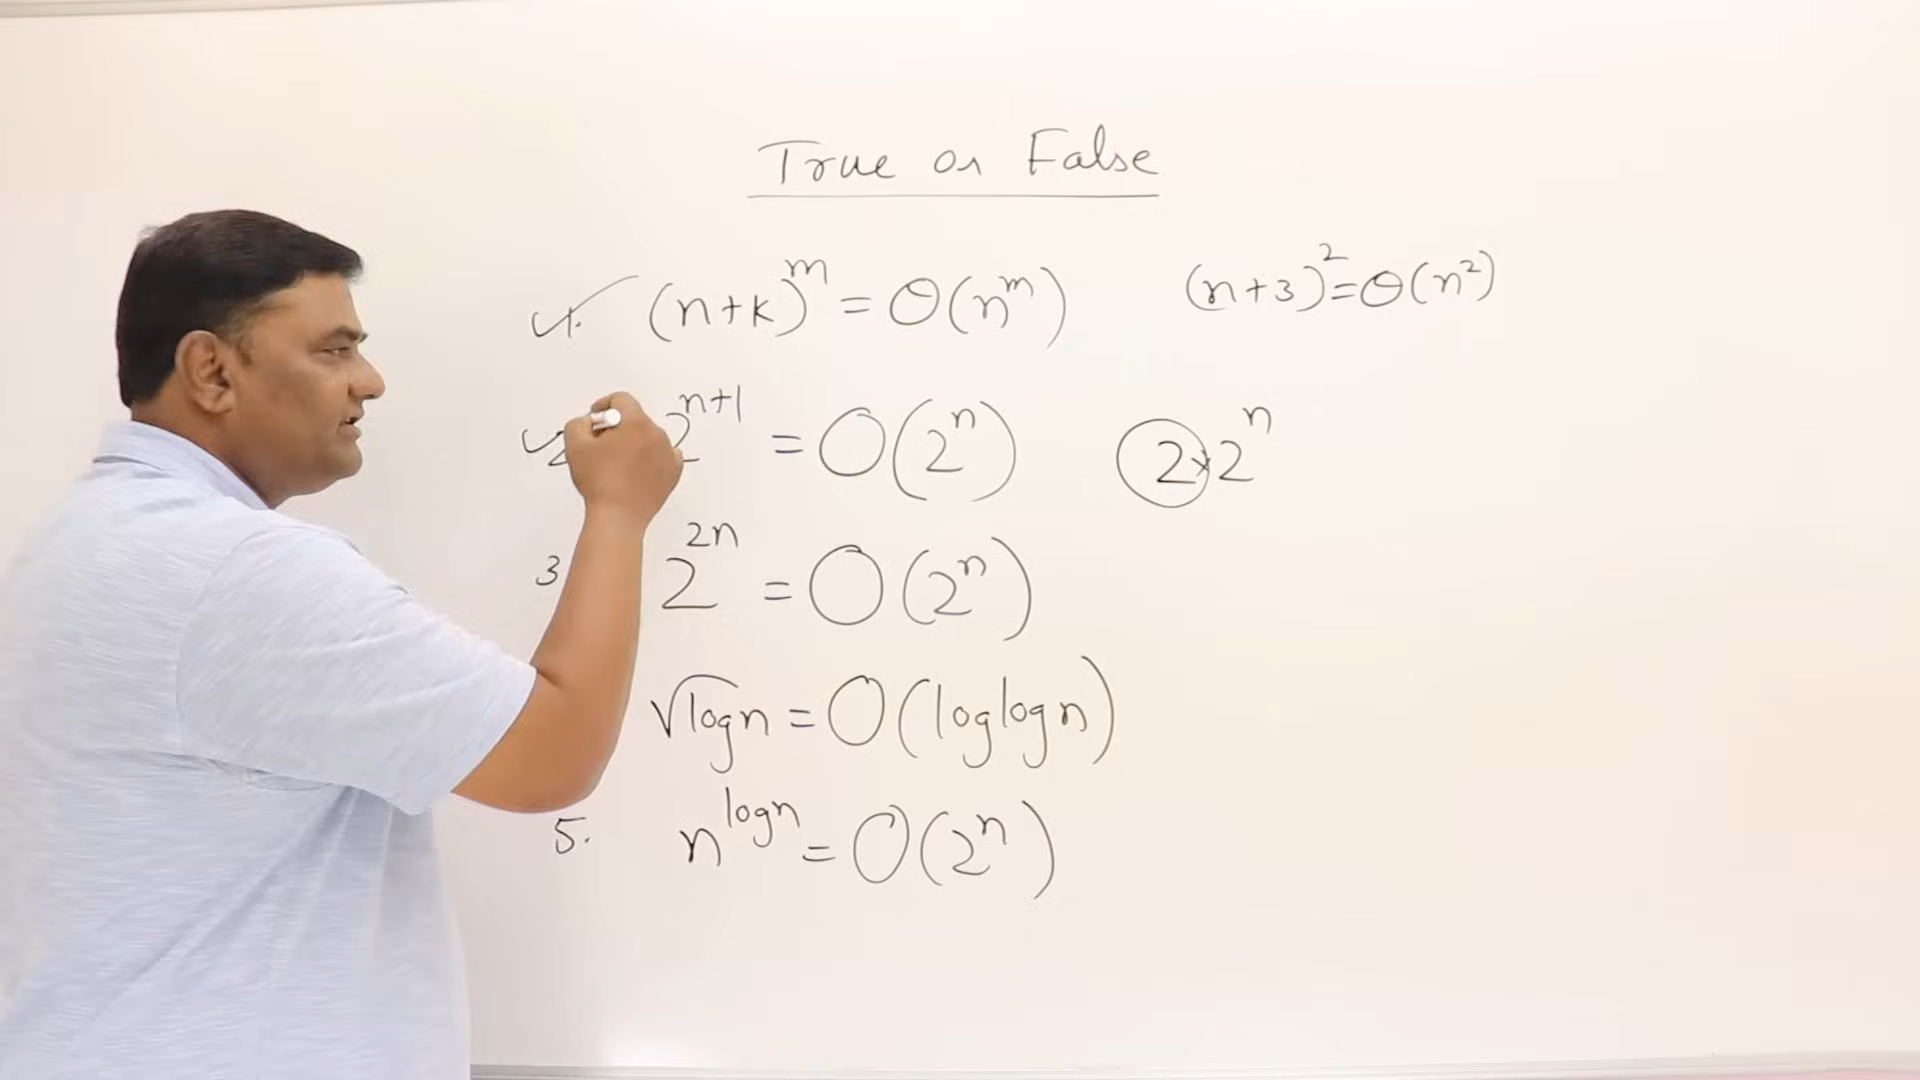 True or False
1. (n+k)^m = Θ(n^m) (n+3)^2 = Θ(n^2)
2 2^{n+1} = O(2^n) 2×2^n
3 2^{2n} = O(2^n)
√logn = O(loglogn)
5. n^{logn} = O(2^n)